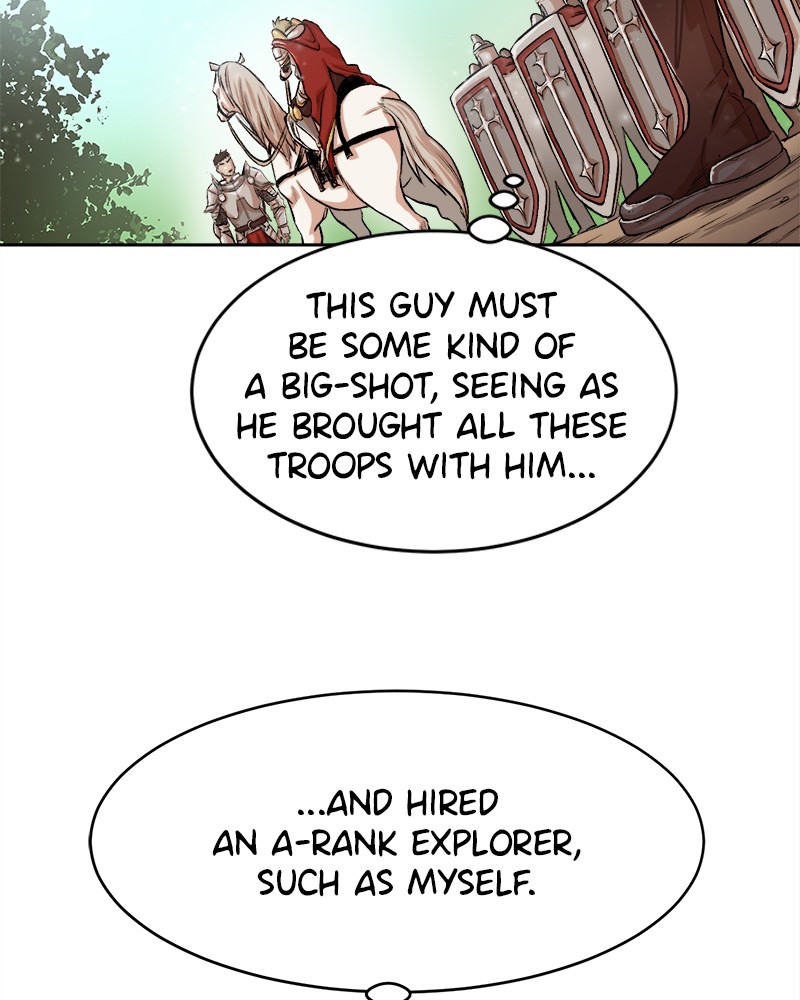 THIS GUY MUST
BE SOME KIND OF
A BIG-SHOT, SEEING AS
HE BROUGHT ALL THESE
TROOPS WITH HIM...
...AND HIRED
AN A-RANK EXPLORER,
SUCH AS MYSELF.